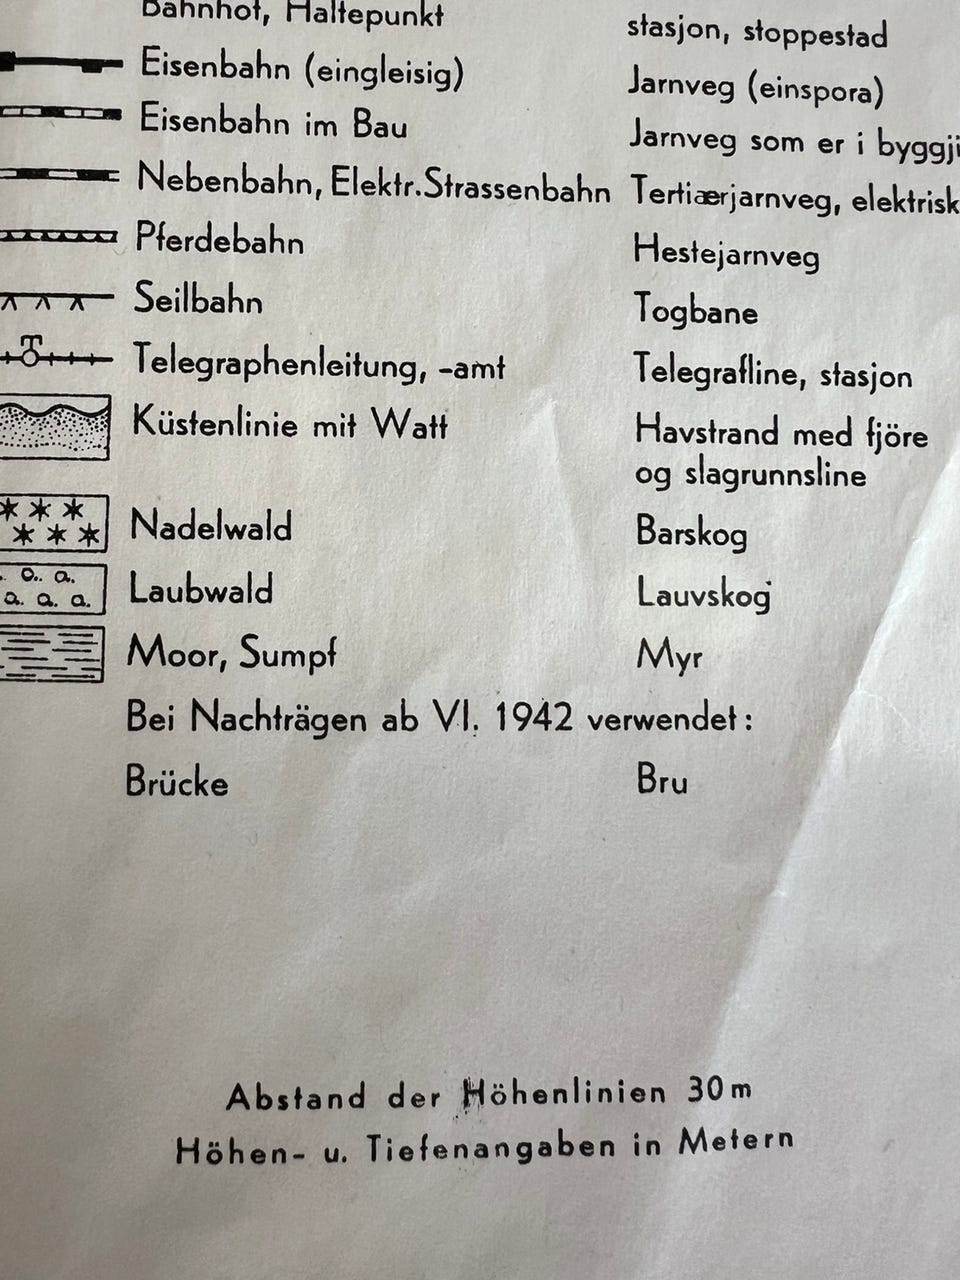 Bahnhof, Haltepunkt stasjon, stoppestad
Eisenbahn (eingleisig) Jarnveg (einspora)
Eisenbahn im Bau Jarnveg som er i byggji
Nebenbahn, Elektr.Strassenbahn Tertiærjarnveg, elektrisk
Pferdebahn Hestejarnveg
Seilbahn Togbane
Telegraphenleitung, -amt Telegrafline, stasjon
Küstenlinie mit Watt Havstrand med fjöre
og slagrunnsline
Nadelwald Barskog
o.. a.
a. a. a.
Laubwald Lauvskog
Moor, Sumpf Myr
Bei Nachträgen ab VI. 1942 verwendet:
Brücke Bru
Abstand der Höhenlinien 30 m
Höhen- u. Tiefenangaben in Metern